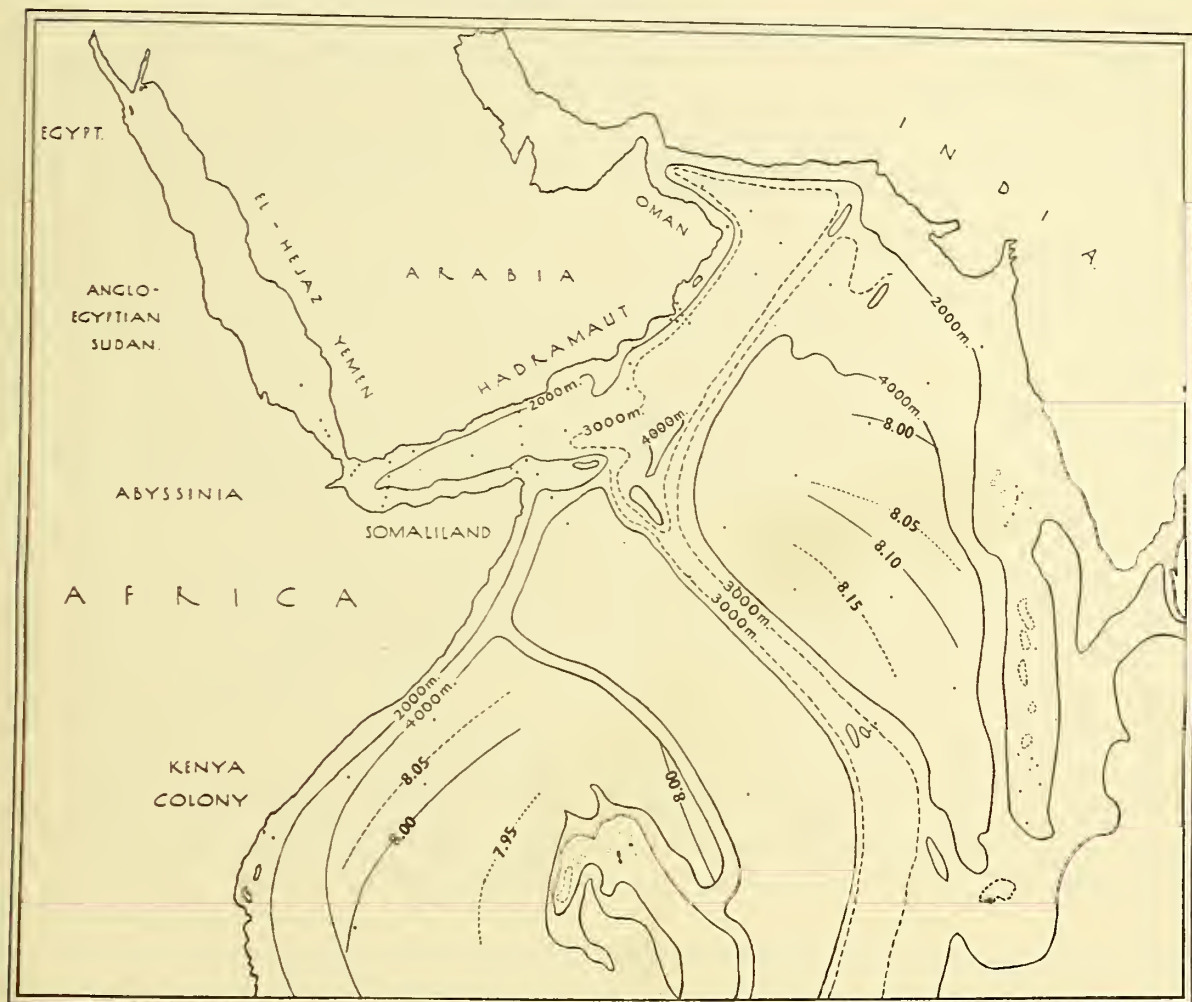 EGYPT.
EL-HEJAZ
YEMEN
ANGLO-
EGYPTIAN
SUDAN.
ARABIA
OMAN
HADRAMAUT
INDIA.
2000m.
2000m.
3000m.
4000m.
4000m.
8.00
ABYSSINIA
SOMALILAND
8.05
8.10
8.15
AFRICA
3000m.
3000m.
2000m.
4000m.
KENYA
COLONY
8.05
8.00
7.95
8.00